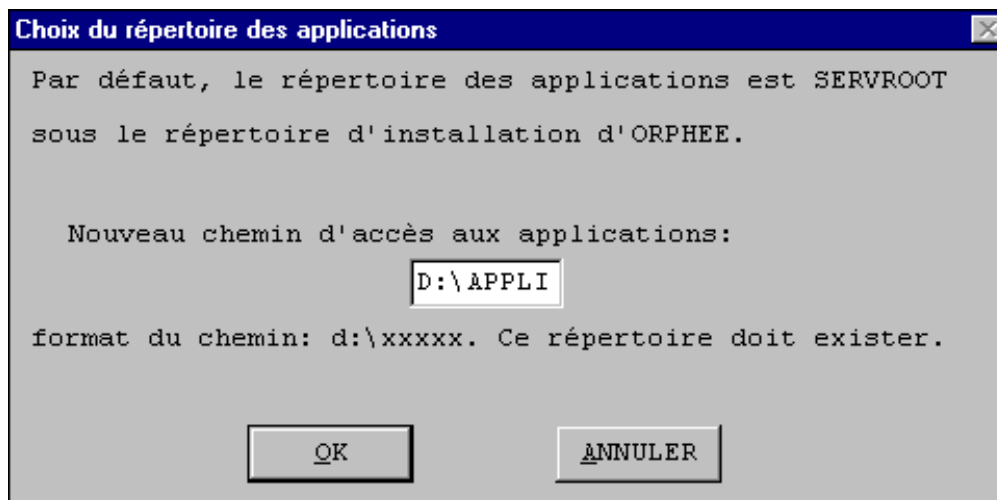 Choix du répertoire des applications
Par défaut, le répertoire des applications est SERVROOT
sous le répertoire d'installation d'ORPHEE.
Nouveau chemin d'accès aux applications:
D:\APPLI
format du chemin: d:\xxxxx. Ce répertoire doit exister.
OK ANNULER